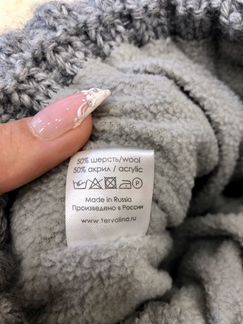 50% шерсть/wool
50% акрил / acrylic
P
Made in Russia
Произведено в России
www.tervolina.ru